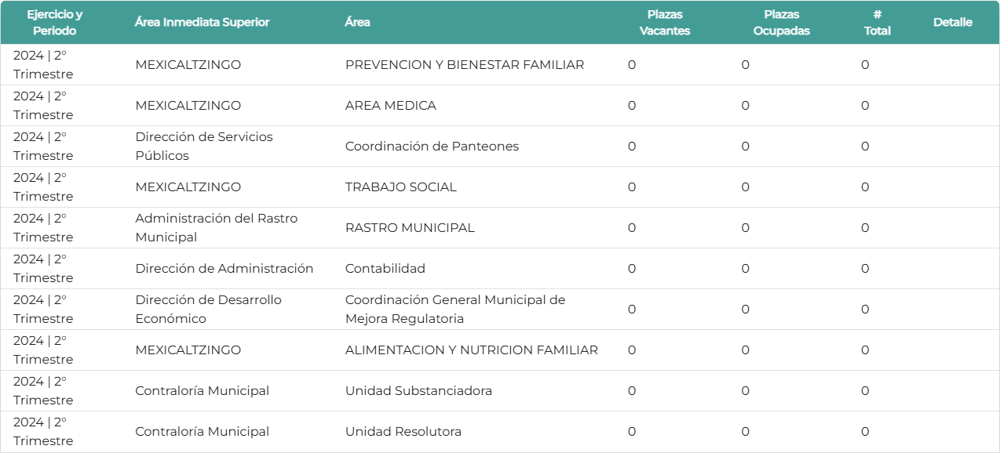 Ejercicio y Periodo | Área Inmediata Superior | Área | Plazas Vacantes | Plazas Ocupadas | # Total | Detalle
2024 | 2° Trimestre | MEXICALTZINGO | PREVENCION Y BIENESTAR FAMILIAR | 0 | 0 | 0
2024 | 2° Trimestre | MEXICALTZINGO | AREA MEDICA | 0 | 0 | 0
2024 | 2° Trimestre | Dirección de Servicios Públicos | Coordinación de Panteones | 0 | 0 | 0
2024 | 2° Trimestre | MEXICALTZINGO | TRABAJO SOCIAL | 0 | 0 | 0
2024 | 2° Trimestre | Administración del Rastro Municipal | RASTRO MUNICIPAL | 0 | 0 | 0
2024 | 2° Trimestre | Dirección de Administración | Contabilidad | 0 | 0 | 0
2024 | 2° Trimestre | Dirección de Desarrollo Económico | Coordinación General Municipal de Mejora Regulatoria | 0 | 0 | 0
2024 | 2° Trimestre | MEXICALTZINGO | ALIMENTACION Y NUTRICION FAMILIAR | 0 | 0 | 0
2024 | 2° Trimestre | Contraloría Municipal | Unidad Substanciadora | 0 | 0 | 0
2024 | 2° Trimestre | Contraloría Municipal | Unidad Resolutora | 0 | 0 | 0